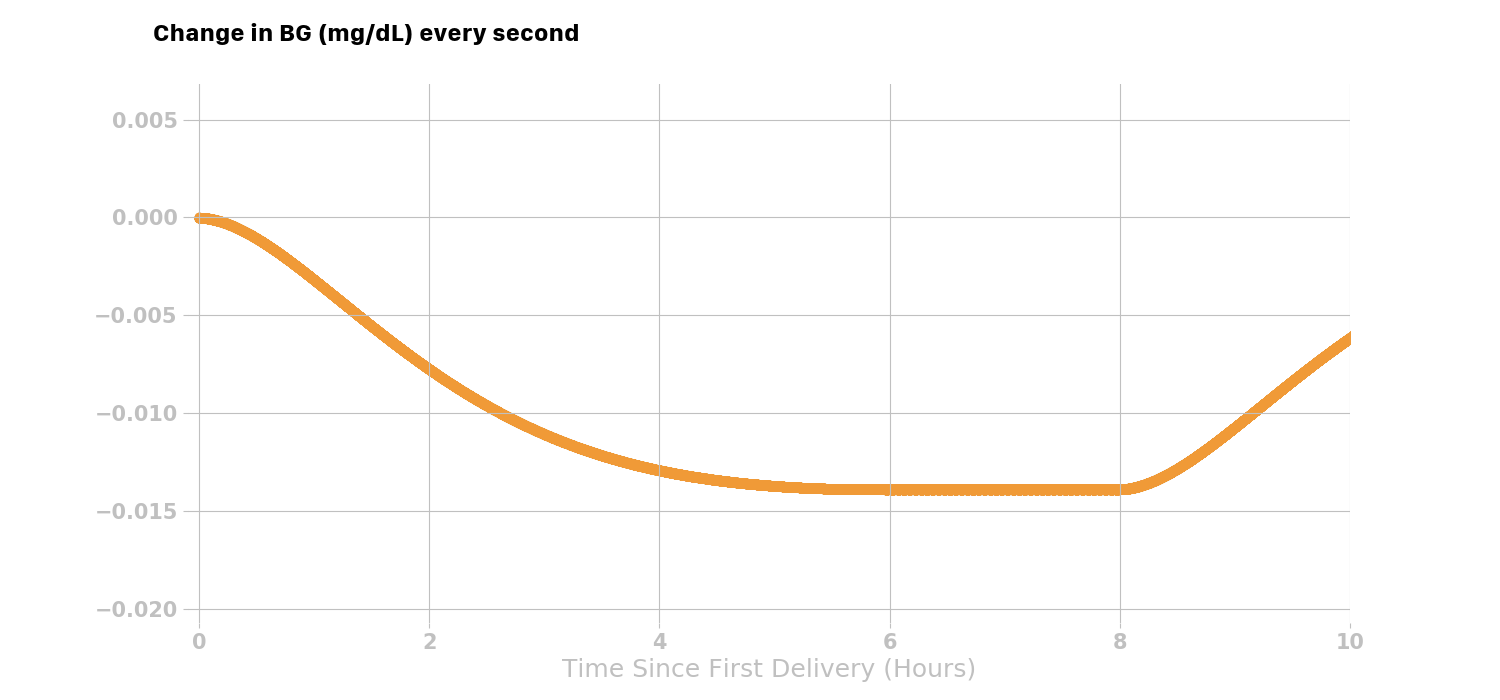 Change in BG (mg/dL) every second
0.005
0.000
−0.005
−0.010
−0.015
−0.020
0 2 4 6 8 10
Time Since First Delivery (Hours)